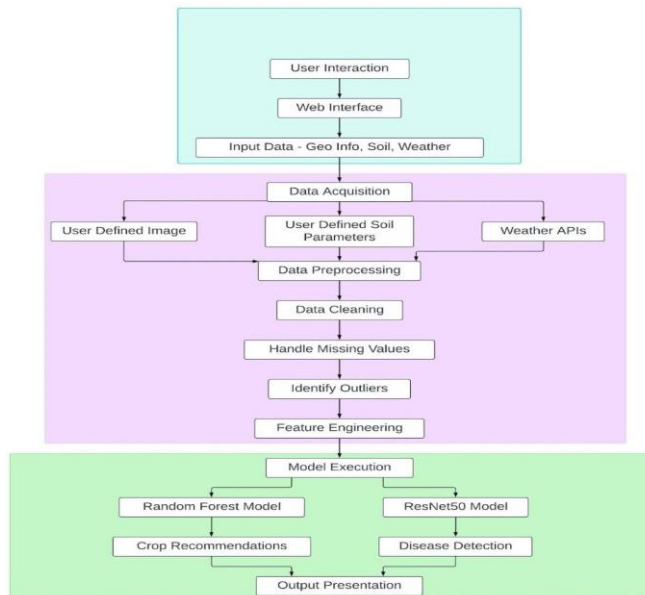 User Interaction
Web Interface
Input Data - Geo Info, Soil, Weather
Data Acquisition
User Defined Image
User Defined Soil
Parameters
Weather APIs
Data Preprocessing
Data Cleaning
Handle Missing Values
Identify Outliers
Feature Engineering
Model Execution
Random Forest Model
ResNet50 Model
Crop Recommendations
Disease Detection
Output Presentation